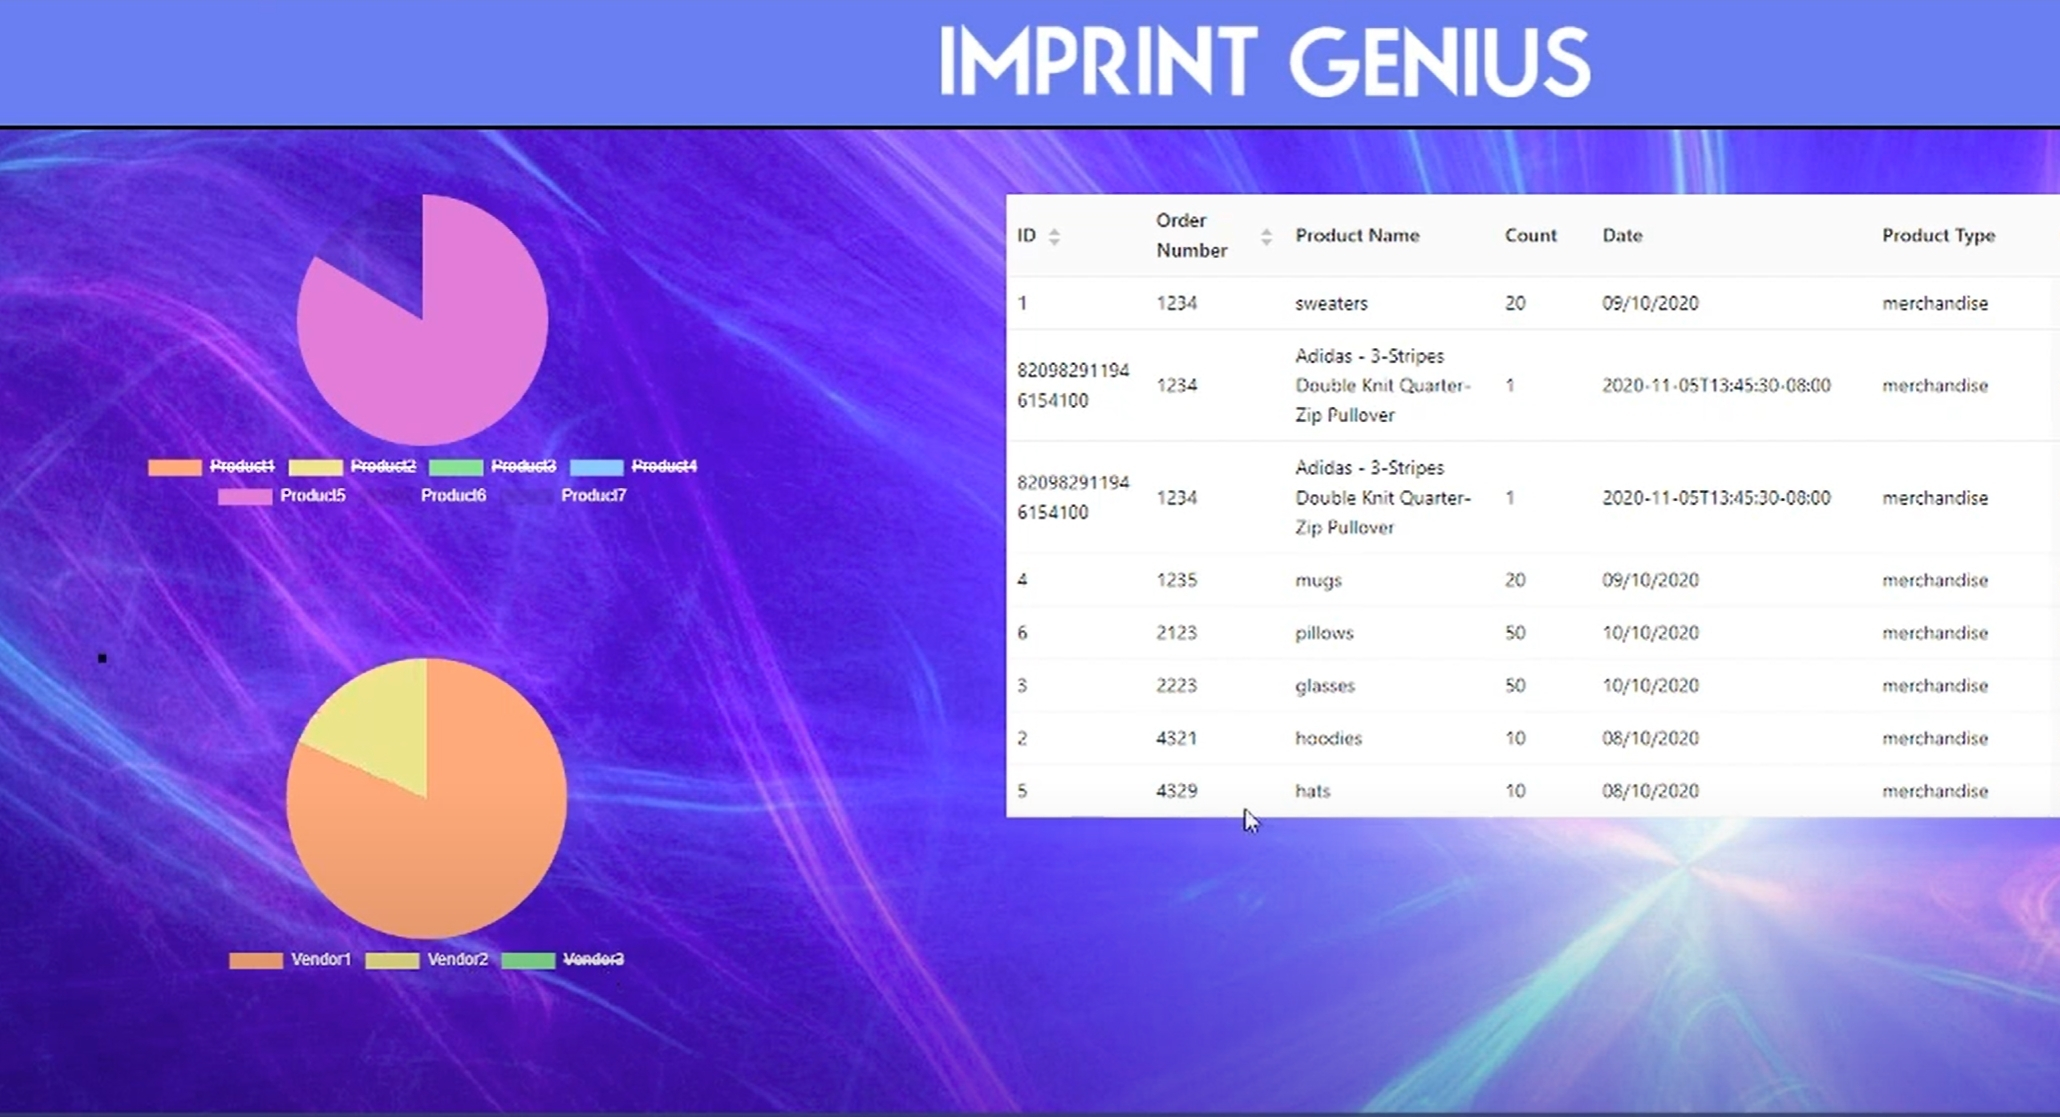 IMPRINT GENIUS
Product1 Product2 Product3 Product4
Product5 Product6 Product7
Vendor1 Vendor2 Vendor3
ID Order Number Product Name Count Date Product Type
1 1234 sweaters 20 09/10/2020 merchandise
82098291194
6154100
1234
Adidas - 3-Stripes
Double Knit Quarter-
Zip Pullover
1 2020-11-05T13:45:30-08:00 merchandise
82098291194
6154100
1234
Adidas - 3-Stripes
Double Knit Quarter-
Zip Pullover
1 2020-11-05T13:45:30-08:00 merchandise
4 1235 mugs 20 09/10/2020 merchandise
6 2123 pillows 50 10/10/2020 merchandise
3 2223 glasses 50 10/10/2020 merchandise
2 4321 hoodies 10 08/10/2020 merchandise
5 4329 hats 10 08/10/2020 merchandise